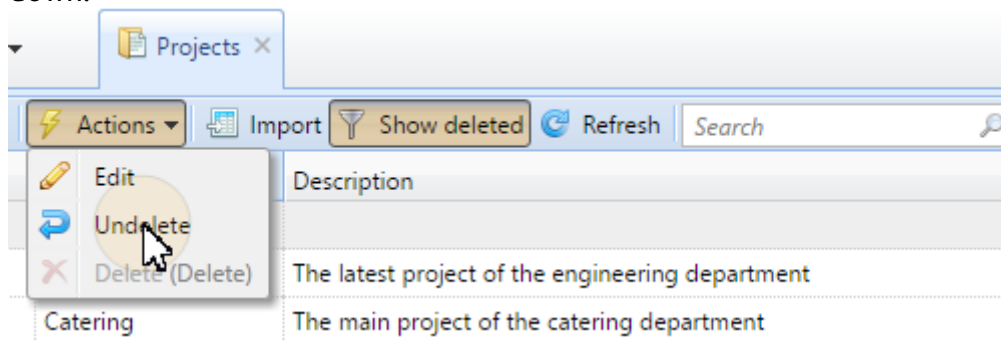 Projects
Actions Import Show deleted Refresh Search
Edit Description
Undelete
Delete (Delete) The latest project of the engineering department
Catering The main project of the catering department